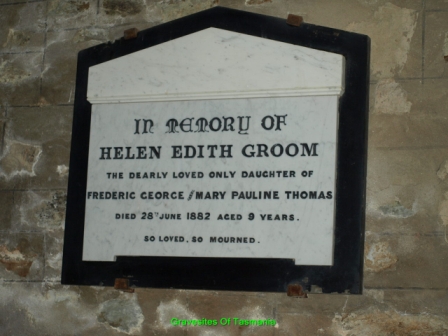 IN MEMORY OF
HELEN EDITH GROOM
THE DEARLY LOVED ONLY DAUGHTER OF
FREDERIC GEORGE // MARY PAULINE THOMAS
DIED 28TH JUNE 1882 AGED 9 YEARS.
SO LOVED, SO MOURNED.
Gravesites Of Tasmania